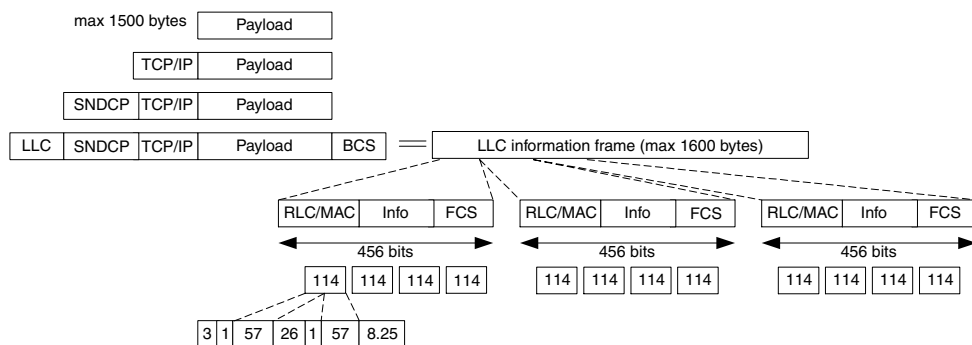 max 1500 bytes Payload
TCP/IP Payload
SNDCP TCP/IP Payload
LLC SNDCP TCP/IP Payload BCS = LLC information frame (max 1600 bytes)
RLC/MAC Info FCS RLC/MAC Info FCS RLC/MAC Info FCS
456 bits 456 bits 456 bits
114 114 114 114 114 114 114 114 114 114 114 114
3 1 57 26 1 57 8.25